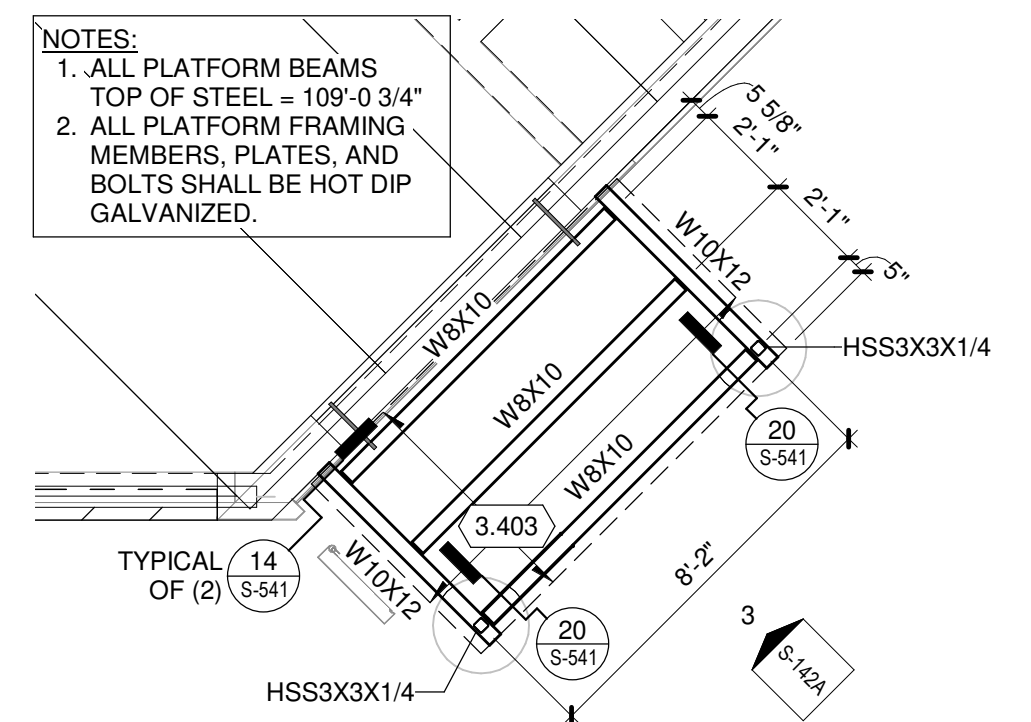 NOTES:
1. ALL PLATFORM BEAMS
TOP OF STEEL = 109'-0 3/4"
2. ALL PLATFORM FRAMING
MEMBERS, PLATES, AND
BOLTS SHALL BE HOT DIP
GALVANIZED.
5 5/8"
2'-1"
2'-1"
5"
W10X12
W8X10
HSS3X3X1/4
W8X10
W8X10
20
S-541
3.403
8'-2"
TYPICAL
OF (2)
14
S-541
W10X12
20
S-541
3
S-142A
HSS3X3X1/4